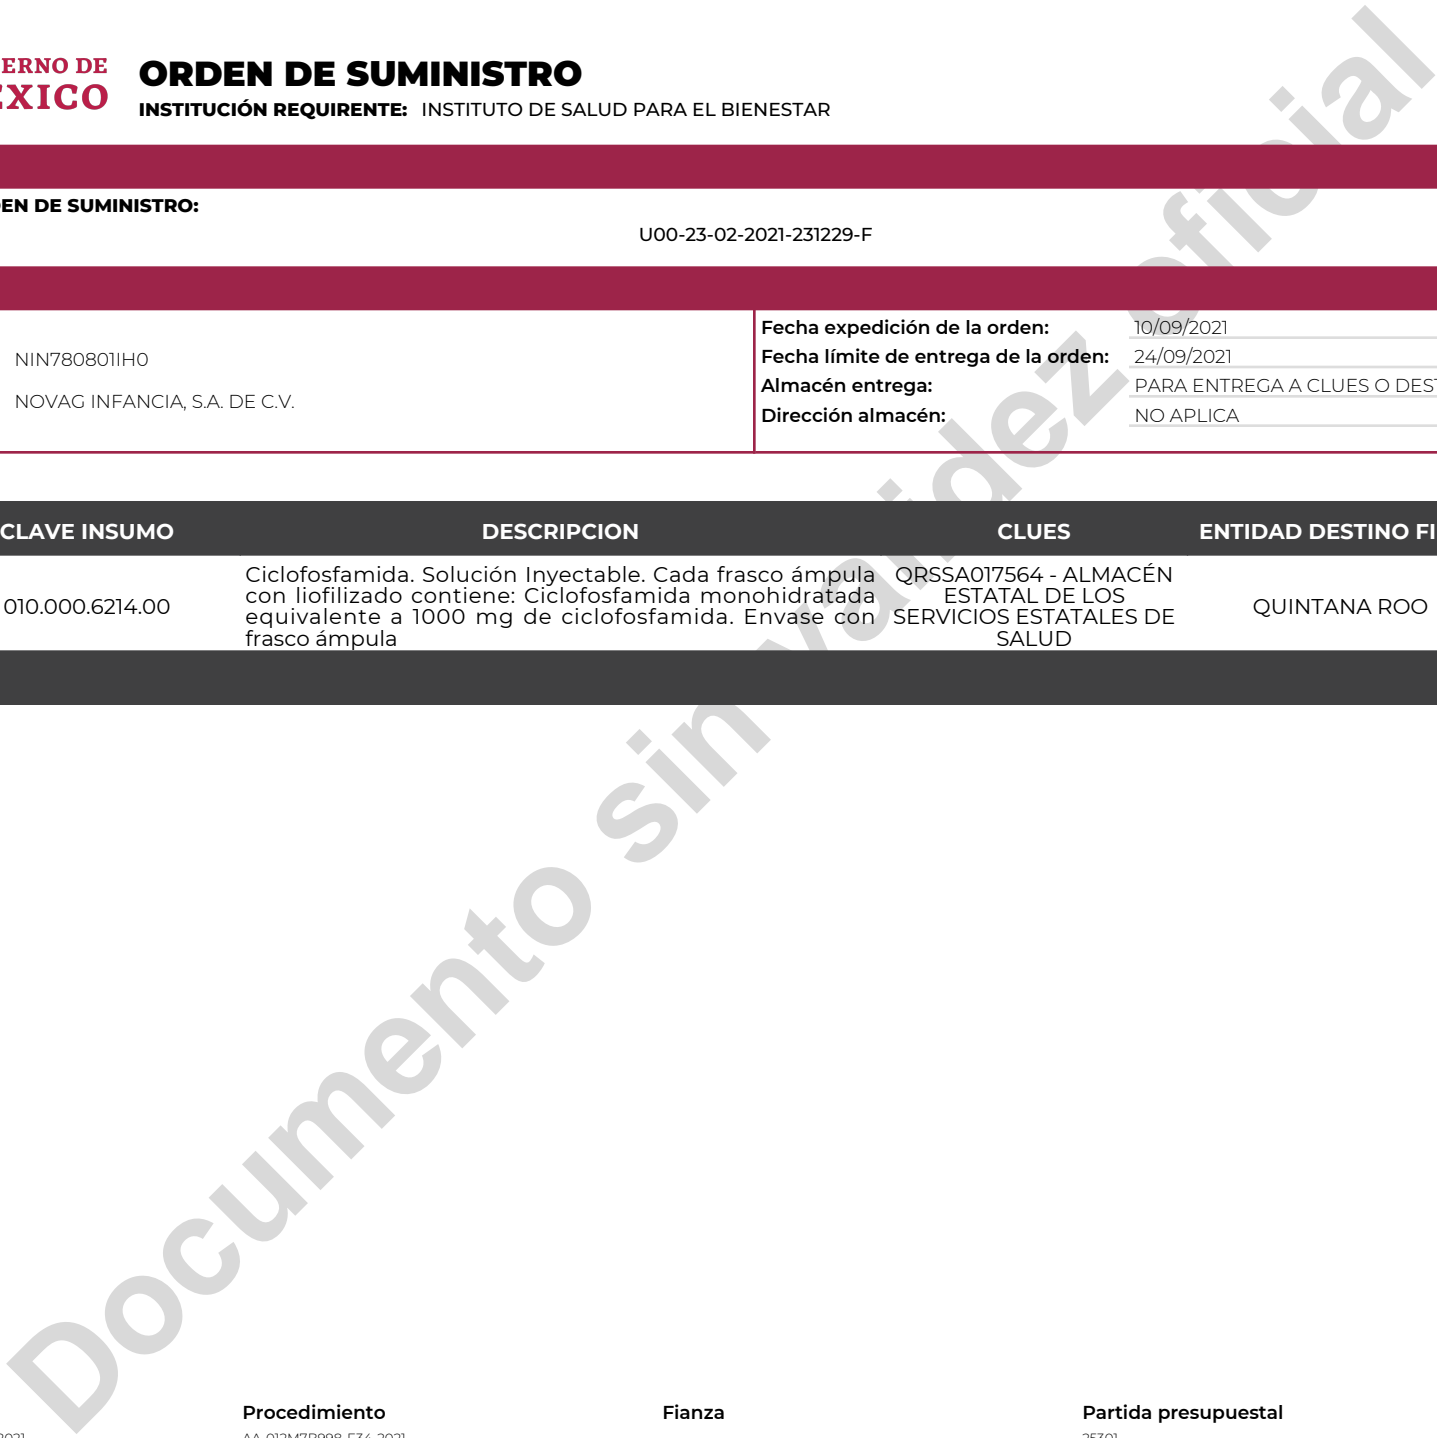 ERNO DE
EXICO
ORDEN DE SUMINISTRO
INSTITUCIÓN REQUIRENTE: INSTITUTO DE SALUD PARA EL BIENESTAR
EN DE SUMINISTRO:
U00-23-02-2021-231229-F
NIN780801IH0
NOVAG INFANCIA, S.A. DE C.V.
Fecha expedición de la orden: 10/09/2021
Fecha límite de entrega de la orden: 24/09/2021
Almacén entrega: PARA ENTREGA A CLUES O DEST
Dirección almacén: NO APLICA
CLAVE INSUMO DESCRIPCION CLUES ENTIDAD DESTINO FI
010.000.6214.00
Ciclofosfamida. Solución Inyectable. Cada frasco ámpula
con liofilizado contiene: Ciclofosfamida monohidratada
equivalente a 1000 mg de ciclofosfamida. Envase con
frasco ámpula
QRSSA017564 - ALMACÉN
ESTATAL DE LOS
SERVICIOS ESTATALES DE
SALUD
QUINTANA ROO
Documento sin validez oficial
Procedimiento Fianza Partida presupuestal